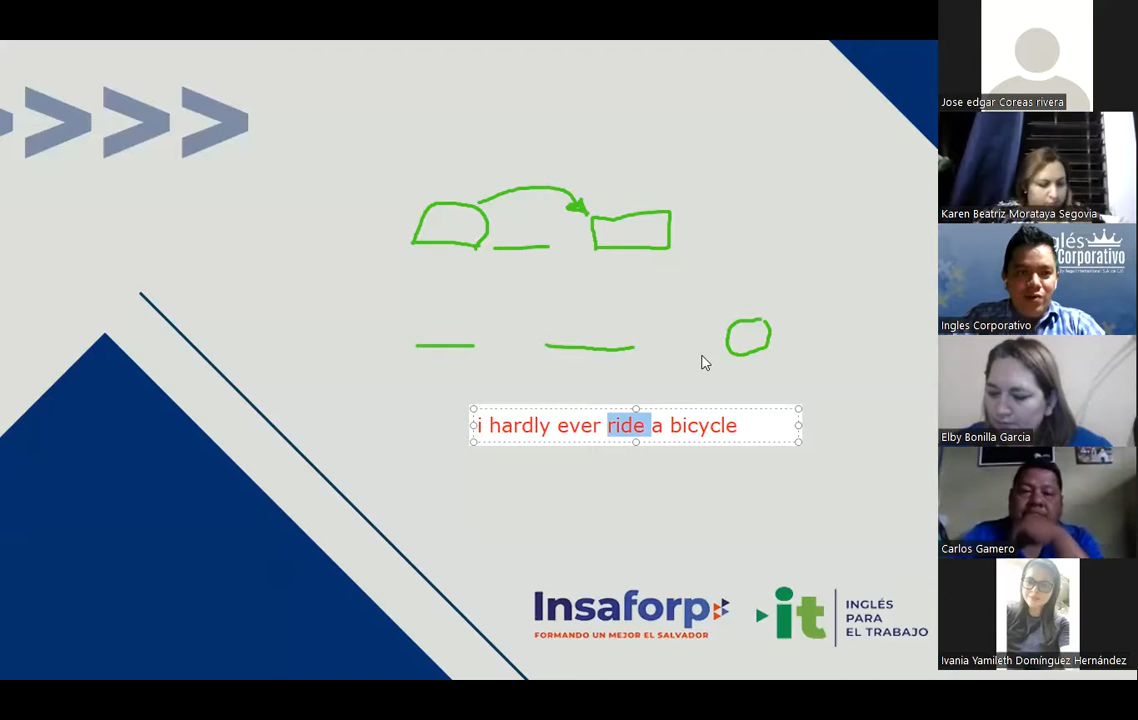 Jose edgar Coreas rivera
Karen Beatriz Morataya Segovia
Inglés
Corporativo
Ingles Corporativo
i hardly ever ride a bicycle
Elby Bonilla Garcia
Carlos Gamero
Insaforp
FORMANDO UN MEJOR EL SALVADOR
it
INGLÉS
PARA
EL TRABAJO
Ivania Yamileth Domínguez Hernández